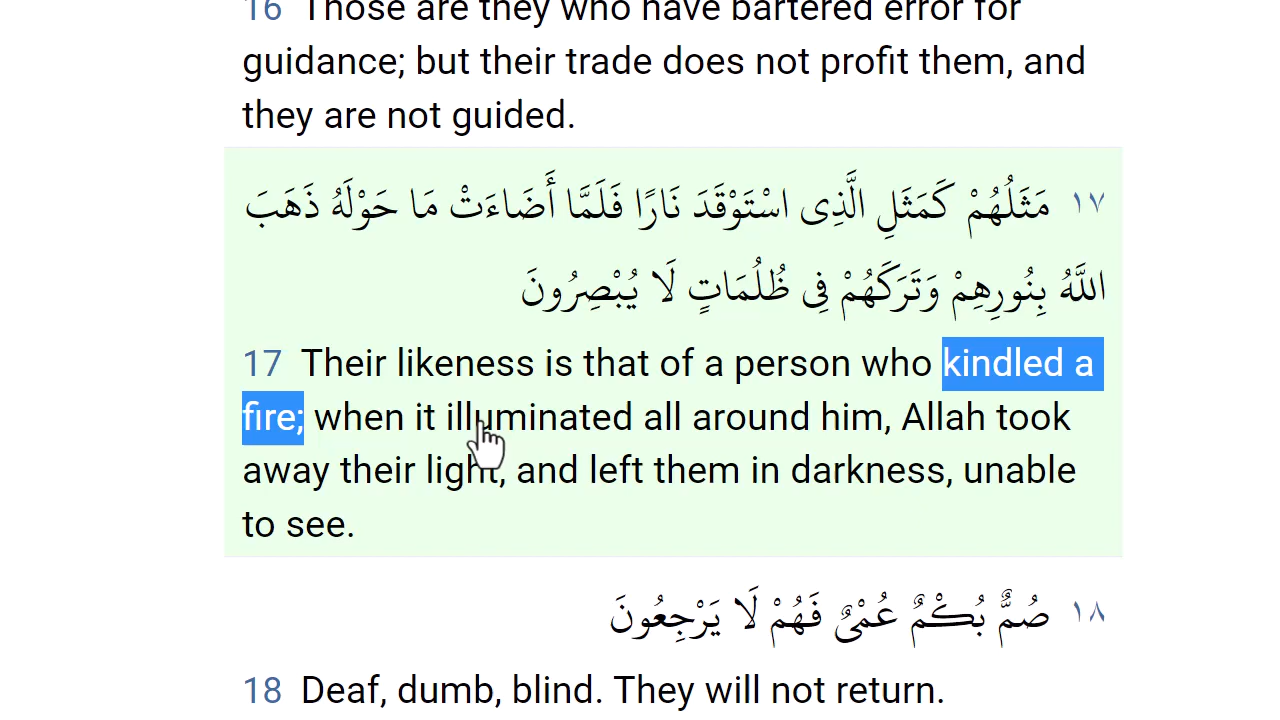 16 Those are they who have bartered error for
guidance; but their trade does not profit them, and
they are not guided.
١٧ مَثَلُهُمْ كَمَثَلِ الَّذِى اسْتَوْقَدَ نَارًا فَلَمَّا أَضَاءَتْ مَا حَوْلَهُ ذَهَبَ
اللَّهُ بِنُورِهِمْ وَتَرَكَهُمْ فِى ظُلُمَاتٍ لَا يُبْصِرُونَ
17 Their likeness is that of a person who kindled a
fire; when it illuminated all around him, Allah took
away their light, and left them in darkness, unable
to see.
١٨ صُمٌّ بُكْمٌ عُمْىٌ فَهُمْ لَا يَرْجِعُونَ
18 Deaf, dumb, blind. They will not return.